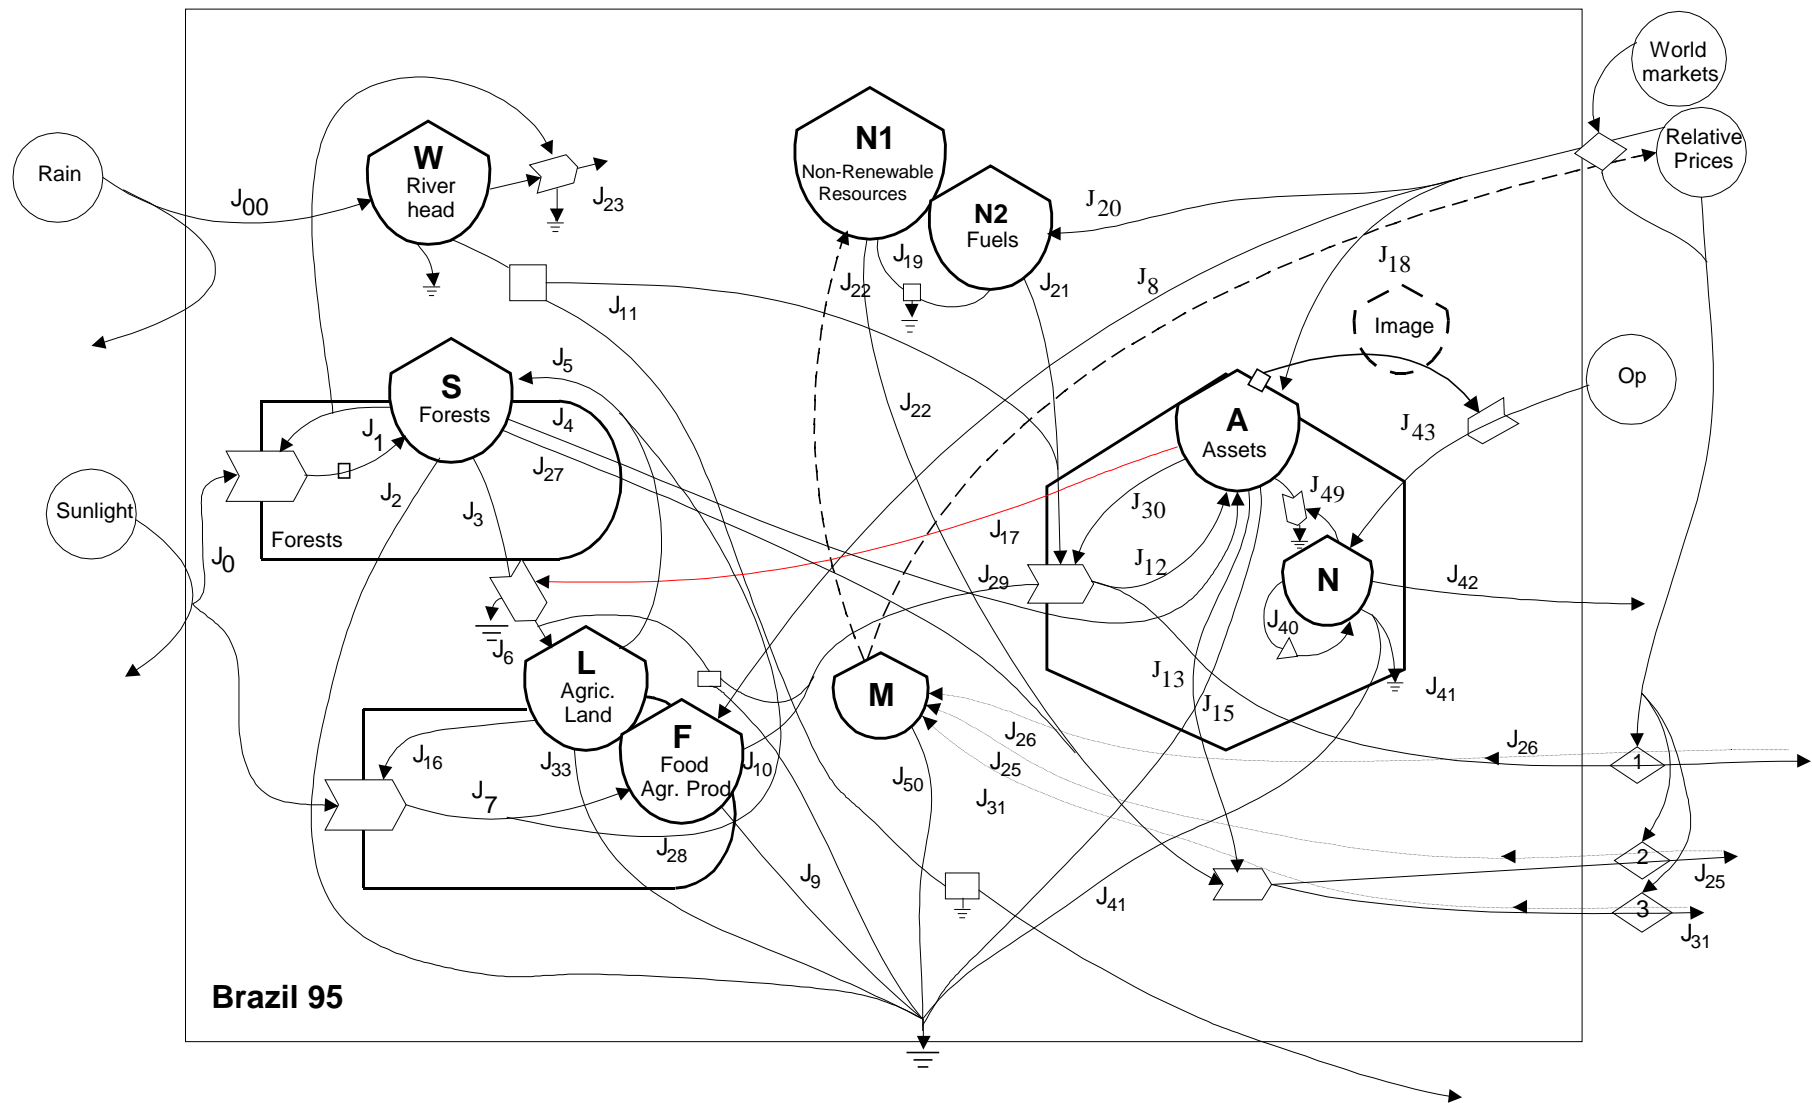 World
markets
Relative
Prices
Rain
W
River
head
J00
J23
N1
Non-Renewable
Resources
N2
Fuels
J20
J19
J22
J21
J8
J18
Image
J11
Op
S
Forests
J5
J4
J1
J27
J2
J3
J22
A
Assets
J43
J49
J30
J17
Sunlight
Forests
J0
J12
J29
N
J42
J40
J6
L
Agric.
Land
M
J13
J15
J41
F
Food
Agr. Prod
J16
J33
J10
J7
J28
J26
J25
J31
J50
J26
1
2
J25
3
J31
J9
J41
Brazil 95